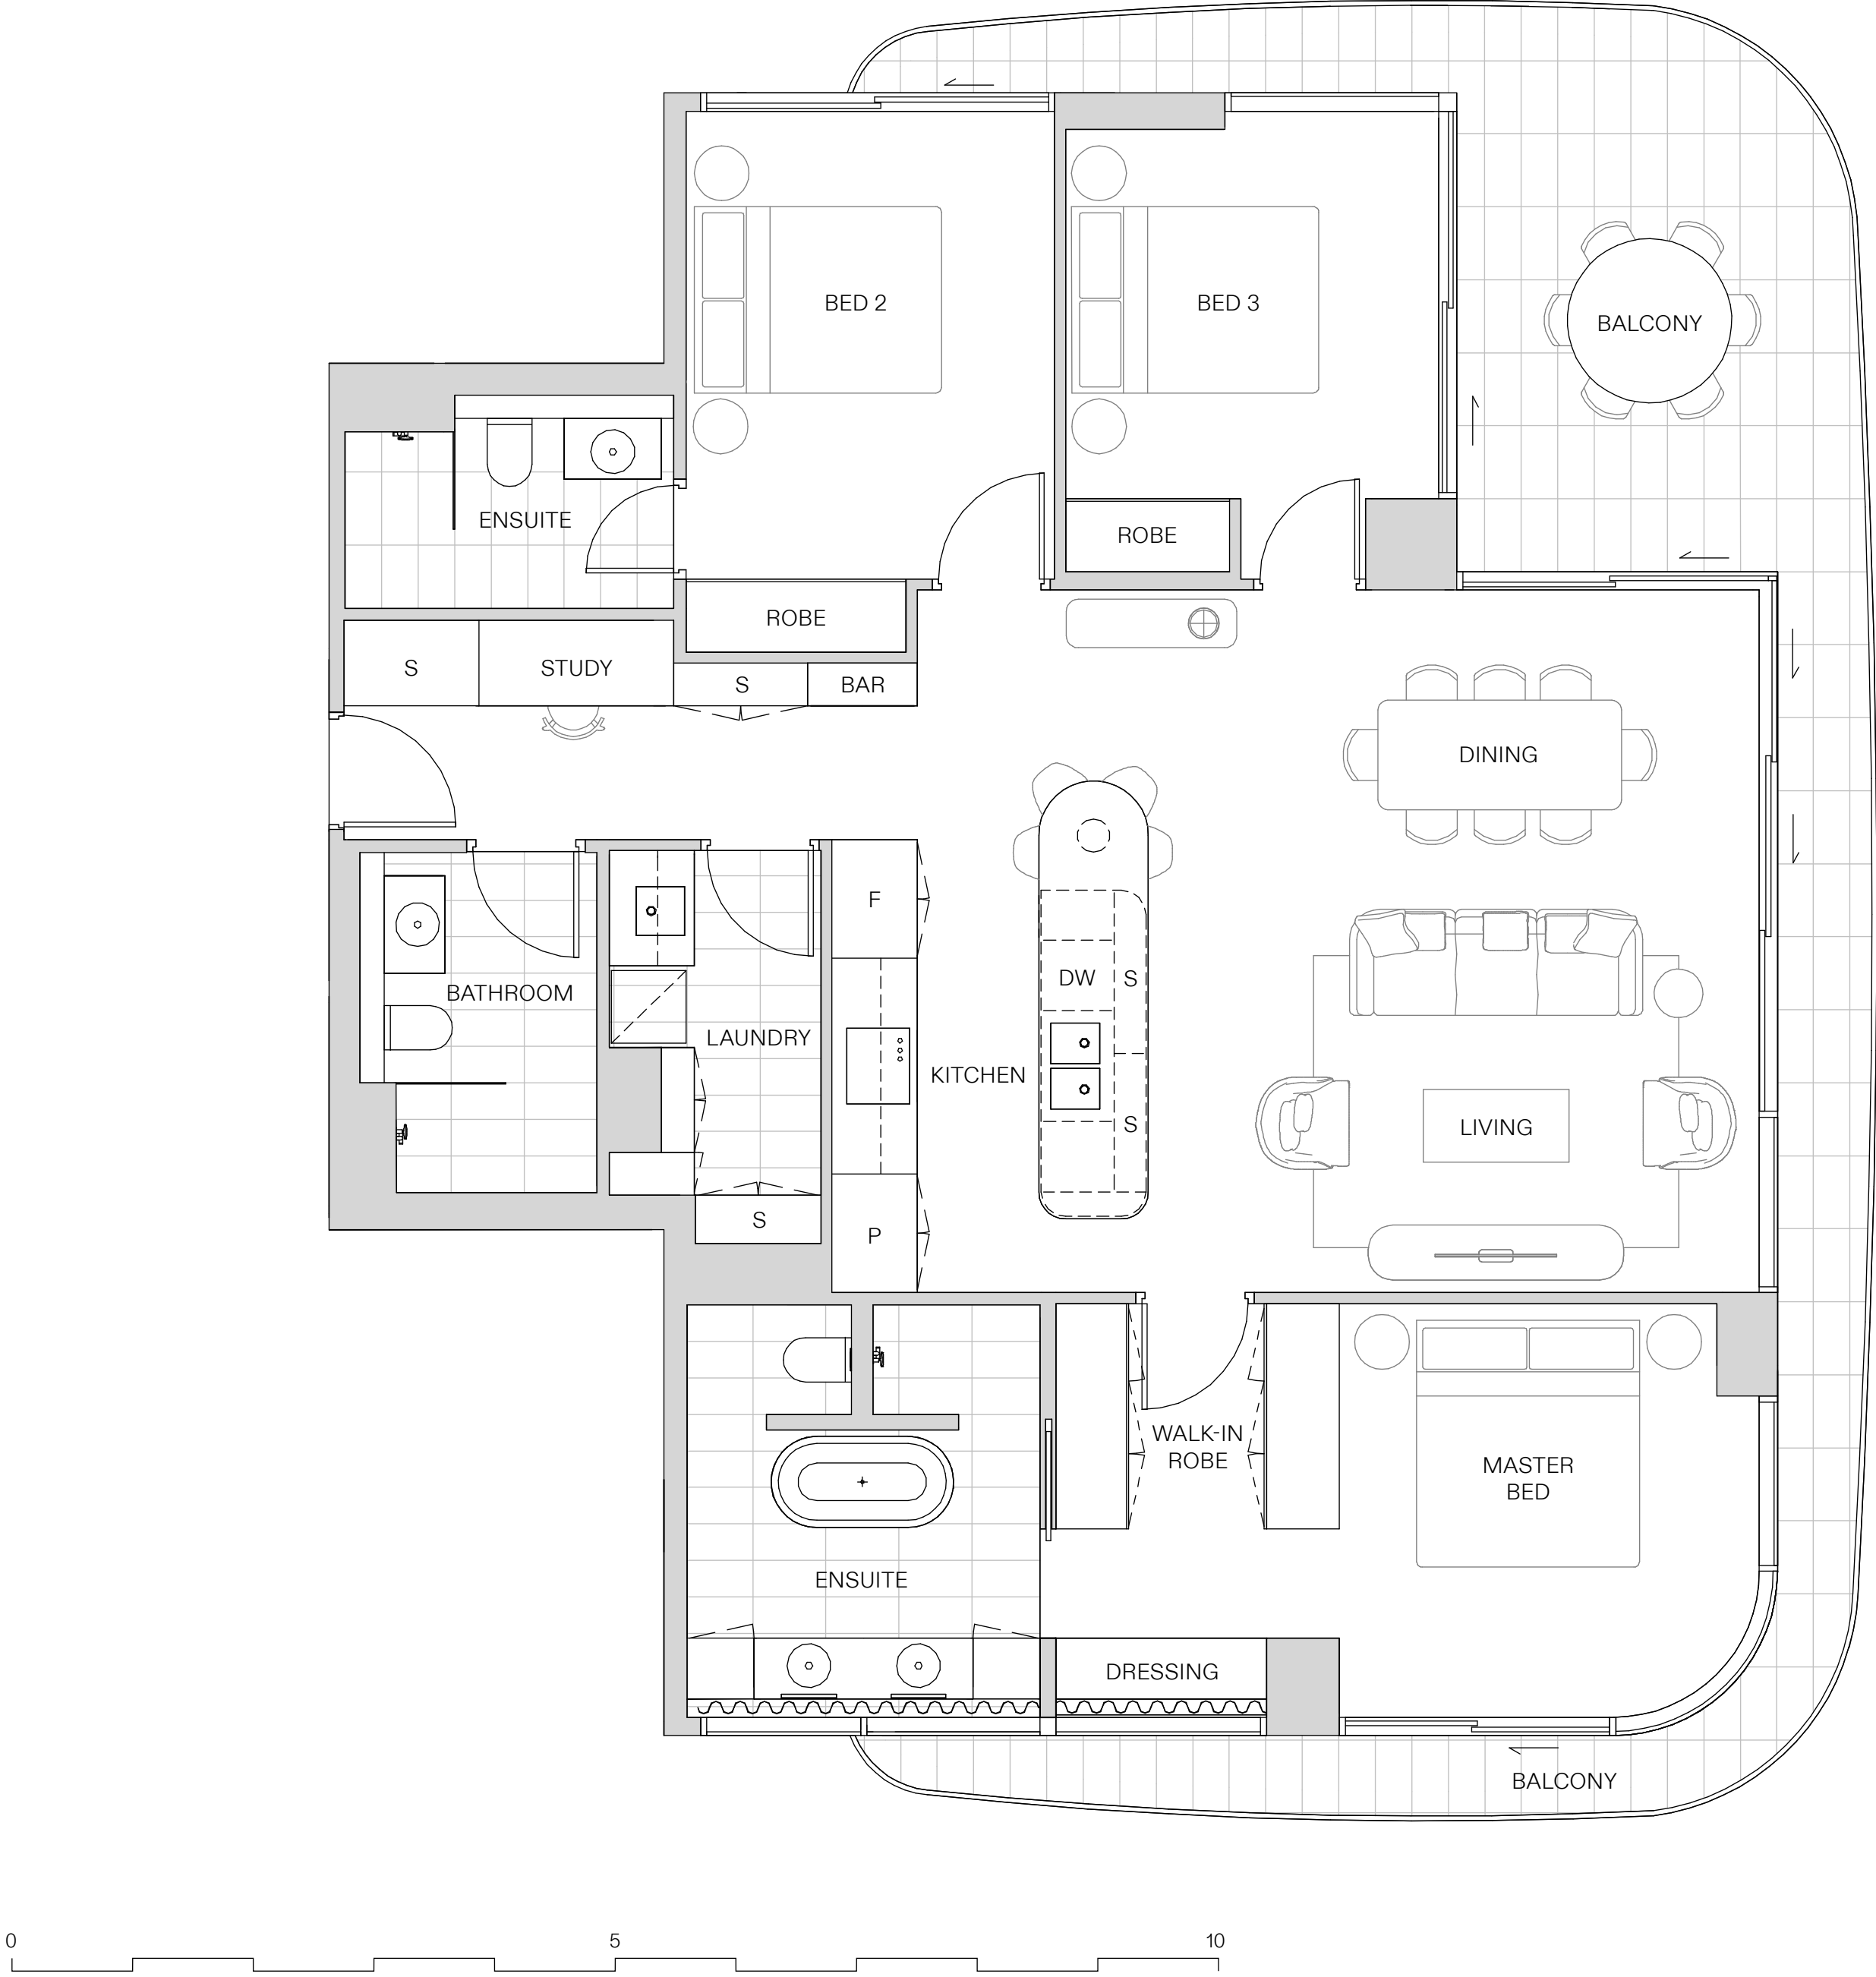 BED 2
BED 3
BALCONY
ENSUITE
ROBE
ROBE
S
STUDY
S
BAR
DINING
F
BATHROOM
LAUNDRY
DW
S
KITCHEN
S
LIVING
S
P
WALK-IN
ROBE
MASTER
BED
ENSUITE
DRESSING
BALCONY
0
5
10